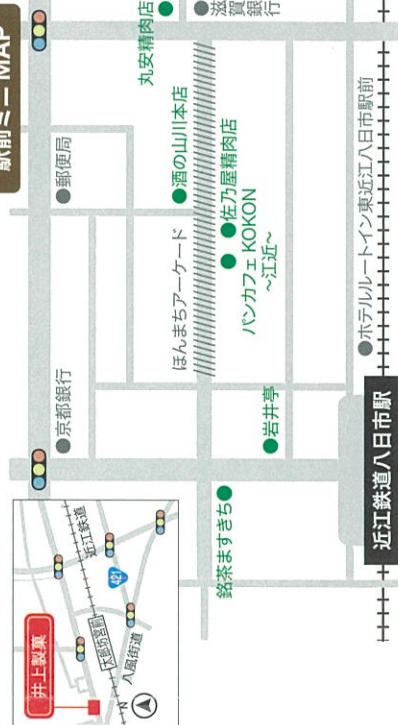 駅前ミニMAP
井上製菓
近江鉄道
太郎坊宮前
421
八風街道
N
京都銀行
郵便局
丸安精肉店
滋賀銀行
酒の山川本店
ほんまちアーケード
佐乃屋精肉店
パンカフェ KOKON
～江近～
岩井亭
銘茶ますきち
ホテルルートイン東近江八日市駅前
近江鉄道八日市駅